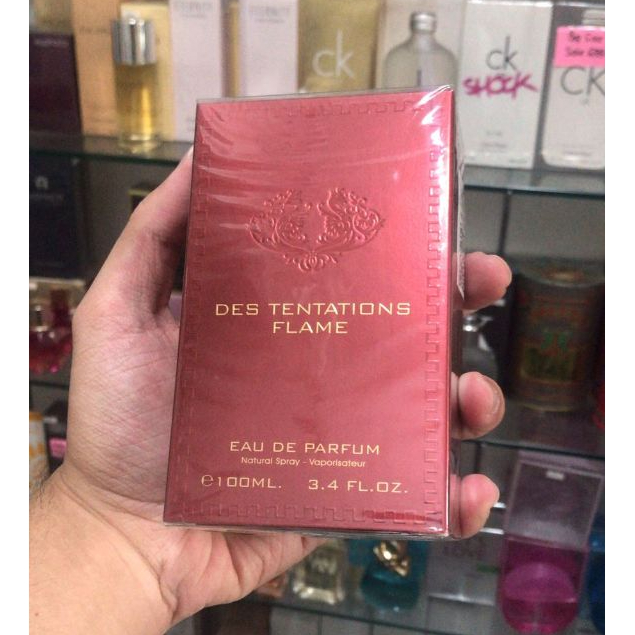 ck
ck
SHOCK
ck
DES TENTATIONS
FLAME
EAU DE PARFUM
Natural Spray - Vaporisateur
℮100ML. 3.4 FL.OZ.